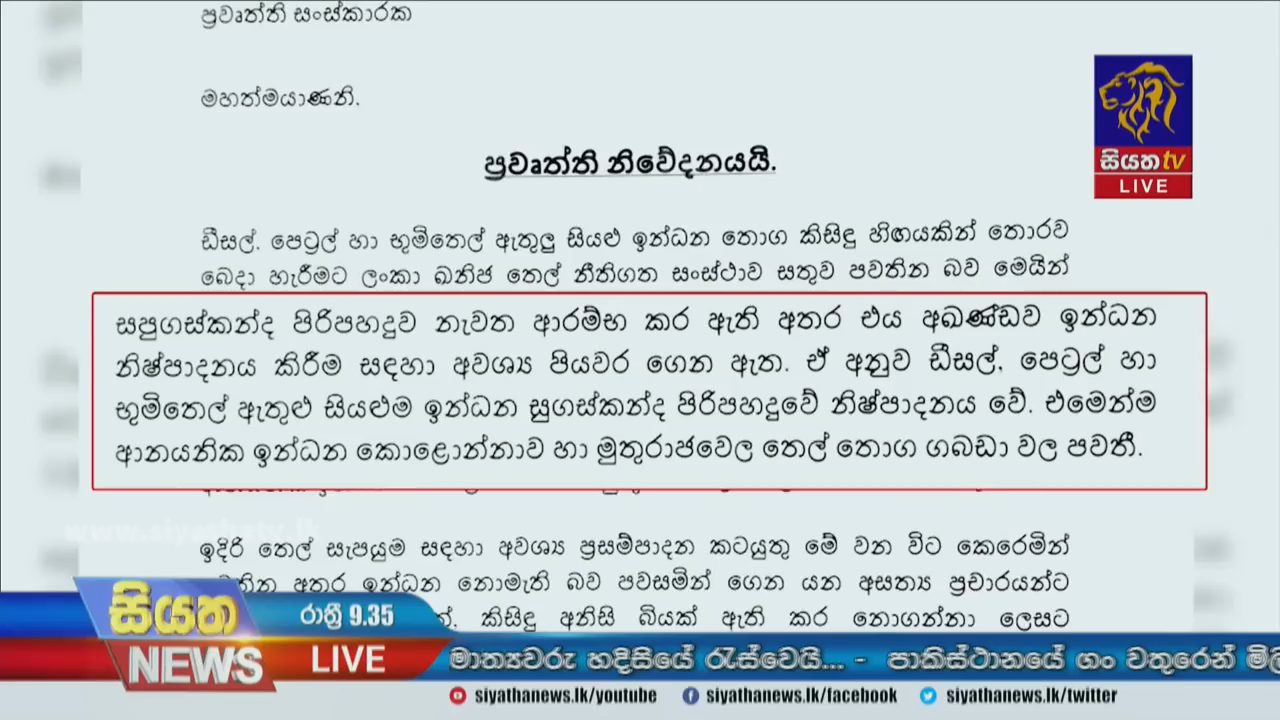 ප්‍රවෘත්ති සංස්කාරක
මහත්මයාණනි.
ප්‍රවෘත්ති නිවේදනයයි.
සියත tv
LIVE
ඩීසල්. පෙට්‍රල් හා භූමිතෙල් ඇතුලු සියළු ඉන්ධන තොග කිසිඳු හිඟයකින් තොරව
බෙදා හැරීමට ලංකා ඛනිජ තෙල් නීතිගත සංස්ථාව සතුව පවතින බව මෙයින්
සපුගස්කන්ද පිරිපහදුව නැවත ආරම්භ කර ඇති අතර එය අඛණ්ඩව ඉන්ධන
නිෂ්පාදනය කිරීම සඳහා අවශ්‍ය පියවර ගෙන ඇත. ඒ අනුව ඩීසල්, පෙට්‍රල් හා
භූමිතෙල් ඇතුළු සියළුම ඉන්ධන සුගස්කන්ද පිරිපහදුවේ නිෂ්පාදනය වේ. එමෙන්ම
ආනයනික ඉන්ධන කොළොන්නාව හා මුතුරාජවෙල තෙල් තොග ගබඩා වල පවතී.
www.siyathatv.lk
ඉදිරි තෙල් සැපයුම සඳහා අවශ්‍ය ප්‍රසම්පාදන කටයුතු මේ වන විට කෙරෙමින්
අතර ඉන්ධන නොමැති බව පවසමින් ගෙන යන අසත්‍ය ප්‍රචාරයන්ට
කිසිඳු අනිසි බියක් ඇති කර නොගන්නා ලෙසට
සියත
NEWS
රාත්‍රී 9.35
LIVE
මාත්‍යවරු හදිසියේ රැස්වෙයි... - පාකිස්ථානයේ ගං වතුරෙන් මිලි
siyathanews.lk/youtube siyathanews.lk/facebook siyathanews.lk/twitter